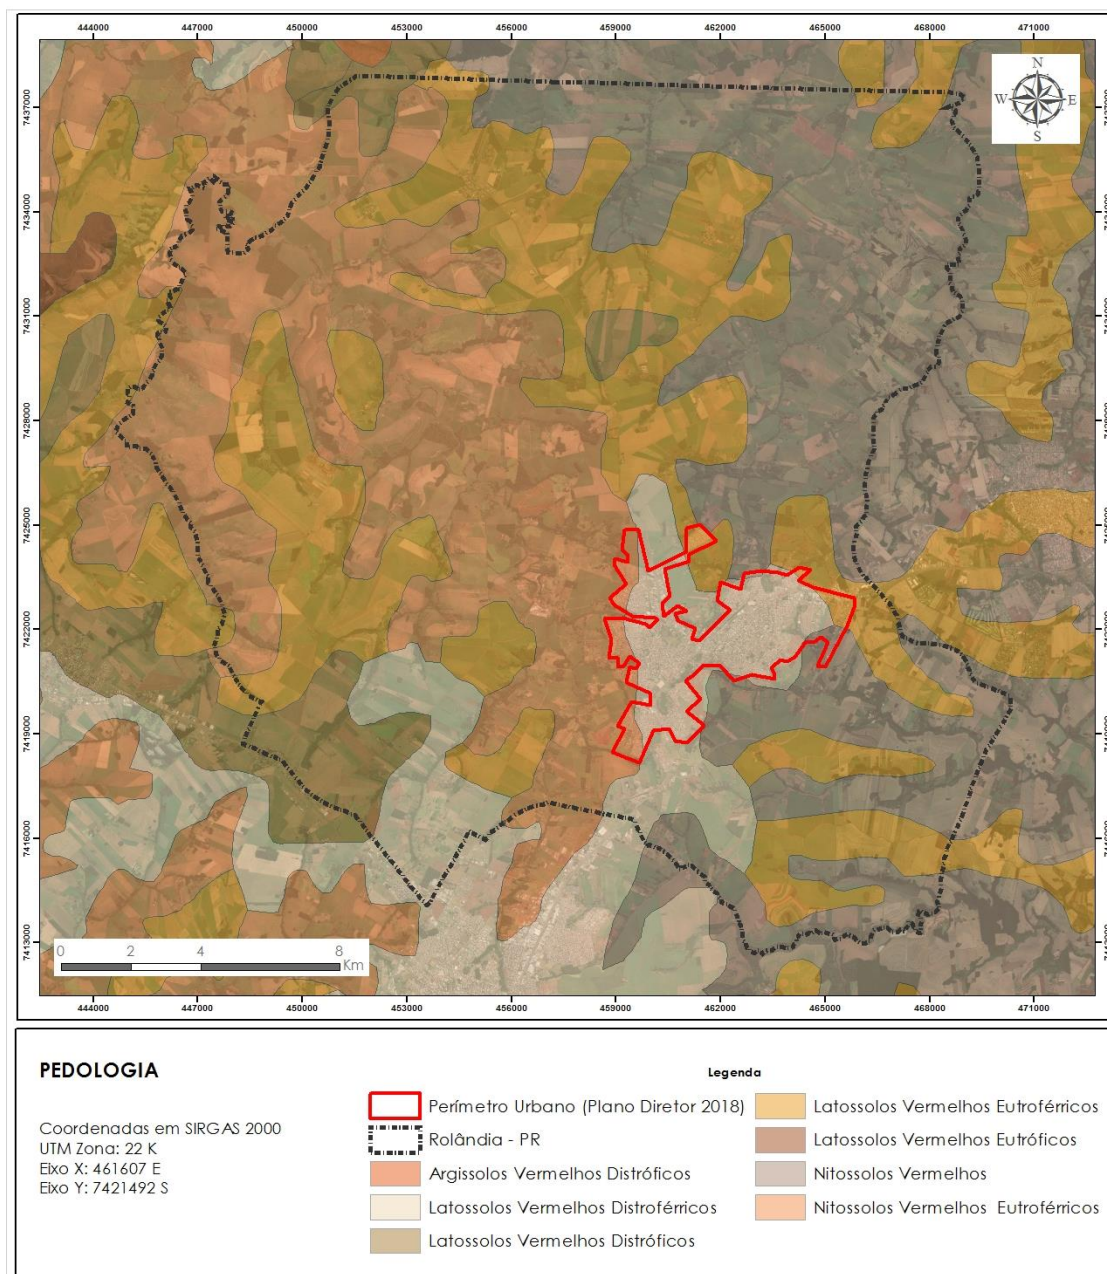 444000 447000 450000 453000 456000 459000 462000 465000 468000 471000
7437000
7434000
7431000
7428000
7425000
7422000
7419000
7416000
7413000
N
W E
S
0 2 4 8
Km
444000 447000 450000 453000 456000 459000 462000 465000 468000 471000
PEDOLOGIA
Coordenadas em SIRGAS 2000
UTM Zona: 22 K
Eixo X: 461607 E
Eixo Y: 7421492 S
Legenda
Perímetro Urbano (Plano Diretor 2018)
Rolândia - PR
Argissolos Vermelhos Distróficos
Latossolos Vermelhos Distroférricos
Latossolos Vermelhos Distróficos
Latossolos Vermelhos Eutroférricos
Latossolos Vermelhos Eutróficos
Nitossolos Vermelhos
Nitossolos Vermelhos Eutroférricos